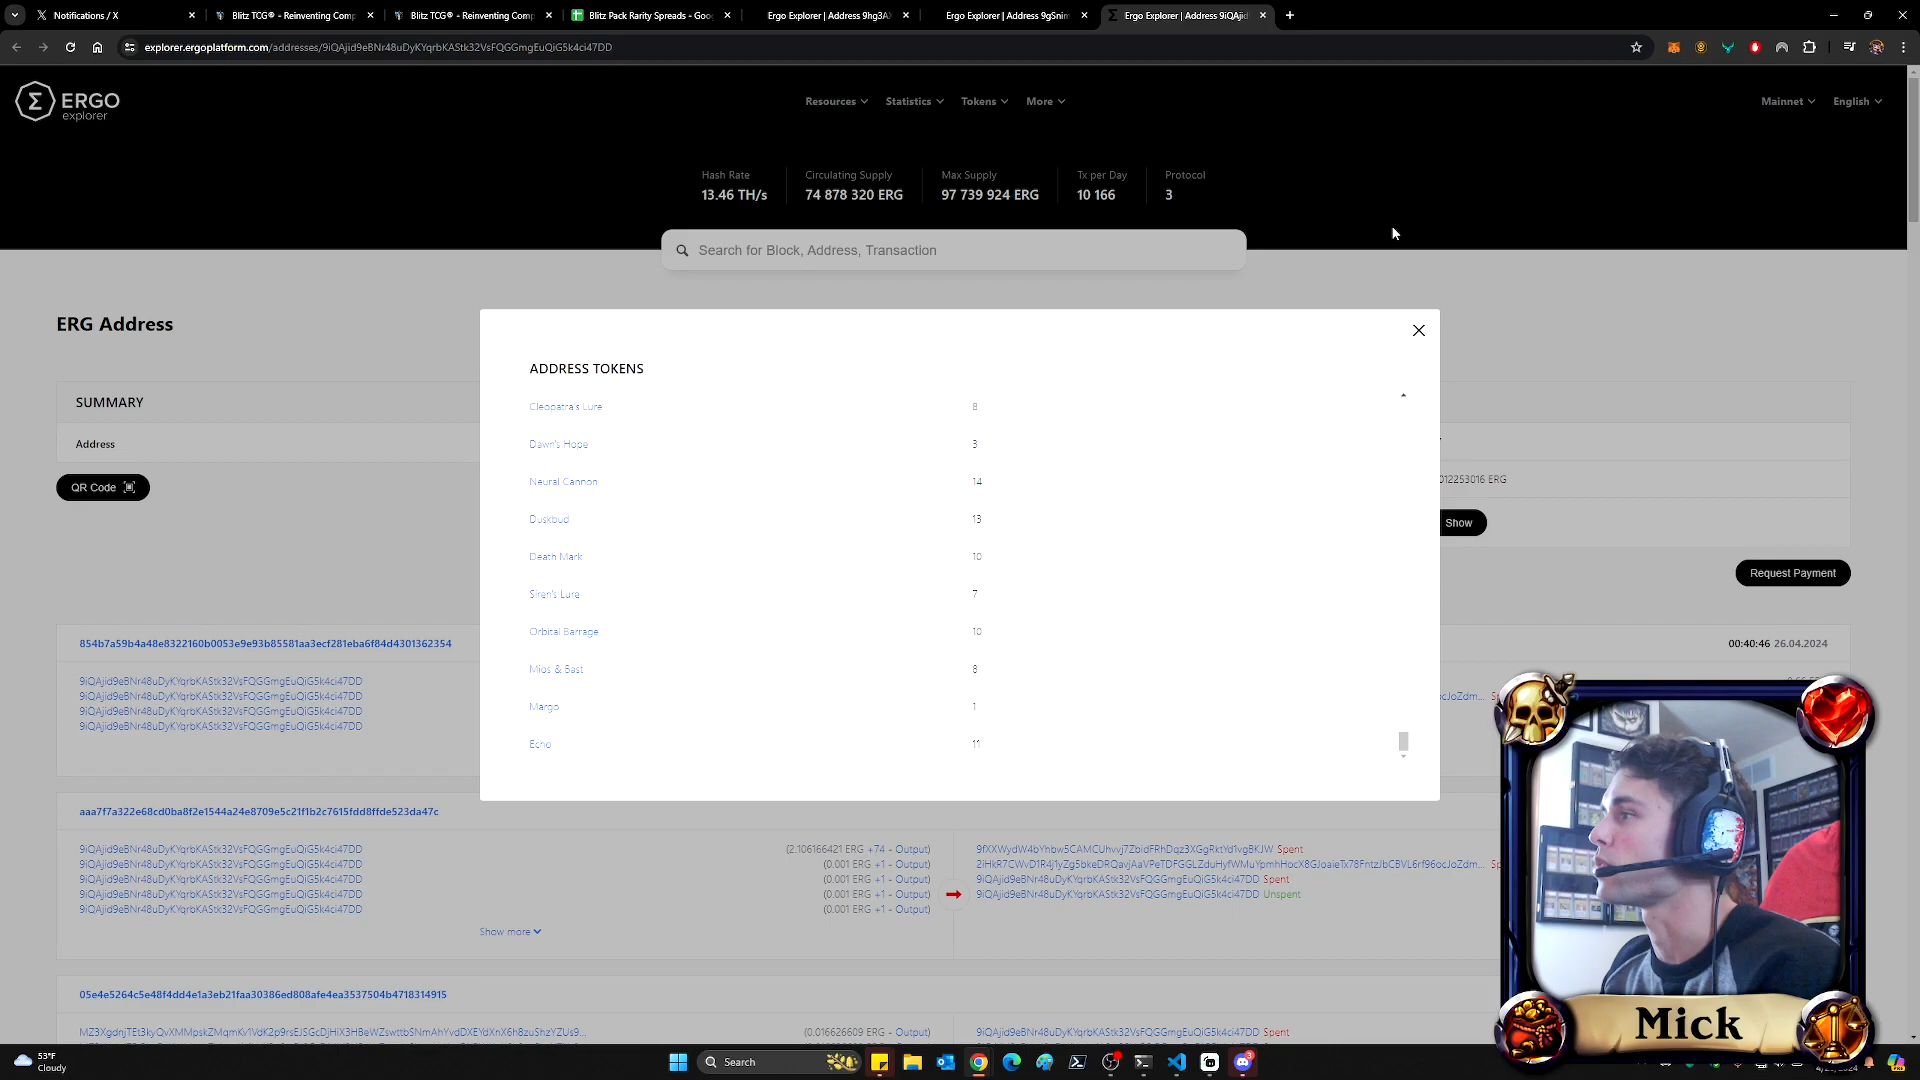 Notifications / X
Blitz TCG® - Reinventing Comp
Blitz TCG® - Reinventing Comp
Blitz Pack Rarity Spreads - Goo
Ergo Explorer | Address 9hg3A
Ergo Explorer | Address 9gSnim
Ergo Explorer | Address 9iQAjid
explorer.ergoplatform.com/addresses/9iQAjid9eBNr48uDyKYqrbKAStk32VsFQGGmgEuQiG5k4ci47DD
Σ ERGO
explorer
Resources
Statistics
Tokens
More
Mainnet
English
Hash Rate
13.46 TH/s
Circulating Supply
74 878 320 ERG
Max Supply
97 739 924 ERG
Tx per Day
10 166
Protocol
3
Search for Block, Address, Transaction
ERG Address
SUMMARY
Address
QR Code
ADDRESS TOKENS
Cleopatra's Lure 8
Dawn's Hope 3
Neural Cannon 14
Duskbud 13
Death Mark 10
Siren's Lure 7
Orbital Barrage 10
Mios & Bast 8
Margo 1
Echo 11
012253016 ERG
Show
Request Payment
854b7a59b4a48e8322160b0053e9e93b85581aa3ecf281eba6f84d4301362354
00:40:46 26.04.2024
9iQAjid9eBNr48uDyKYqrbKAStk32VsFQGGmgEuQiG5k4ci47DD
9iQAjid9eBNr48uDyKYqrbKAStk32VsFQGGmgEuQiG5k4ci47DD
9iQAjid9eBNr48uDyKYqrbKAStk32VsFQGGmgEuQiG5k4ci47DD
9iQAjid9eBNr48uDyKYqrbKAStk32VsFQGGmgEuQiG5k4ci47DD
aaa7f7a322e68cd0ba8f2e1544a24e8709e5c21f1b2c7615fdd8ffde523da47c
9iQAjid9eBNr48uDyKYqrbKAStk32VsFQGGmgEuQiG5k4ci47DD (2.106166421 ERG +74 - Output)
9iQAjid9eBNr48uDyKYqrbKAStk32VsFQGGmgEuQiG5k4ci47DD (0.001 ERG +1 - Output)
9iQAjid9eBNr48uDyKYqrbKAStk32VsFQGGmgEuQiG5k4ci47DD (0.001 ERG +1 - Output)
9iQAjid9eBNr48uDyKYqrbKAStk32VsFQGGmgEuQiG5k4ci47DD (0.001 ERG +1 - Output)
9iQAjid9eBNr48uDyKYqrbKAStk32VsFQGGmgEuQiG5k4ci47DD (0.001 ERG +1 - Output)
Show more
9fXXWydW4bYhbw5CAMCUhvvj7ZbidFRhDqz3XGgRktYd1vgBKJW Spent
2iHkR7CWvD1R4j1yZg5bkeDRQavjAaVPeTDFGGLZduHyfWMuYpmhHocX8GJoaieTx78FntzJbCBVL6rf96ocJoZdm...
9iQAjid9eBNr48uDyKYqrbKAStk32VsFQGGmgEuQiG5k4ci47DD Spent
9iQAjid9eBNr48uDyKYqrbKAStk32VsFQGGmgEuQiG5k4ci47DD Unspent
05e4e5264c5e48f4dd4e1a3eb21faa30386ed808afe4ea3537504b4718314915
MZ3XgdnjTEt3kyQvXMMpskZMqmKv1VdK2p9rsEJSGcDjHiX3HBeWZswttbSNmAhYvdDXEYdXnX6h8zuShzYZUs9...
(0.016626609 ERG - Output)
9iQAjid9eBNr48uDyKYqrbKAStk32VsFQGGmgEuQiG5k4ci47DD Spent
Mick
53°F
Cloudy
Search
3